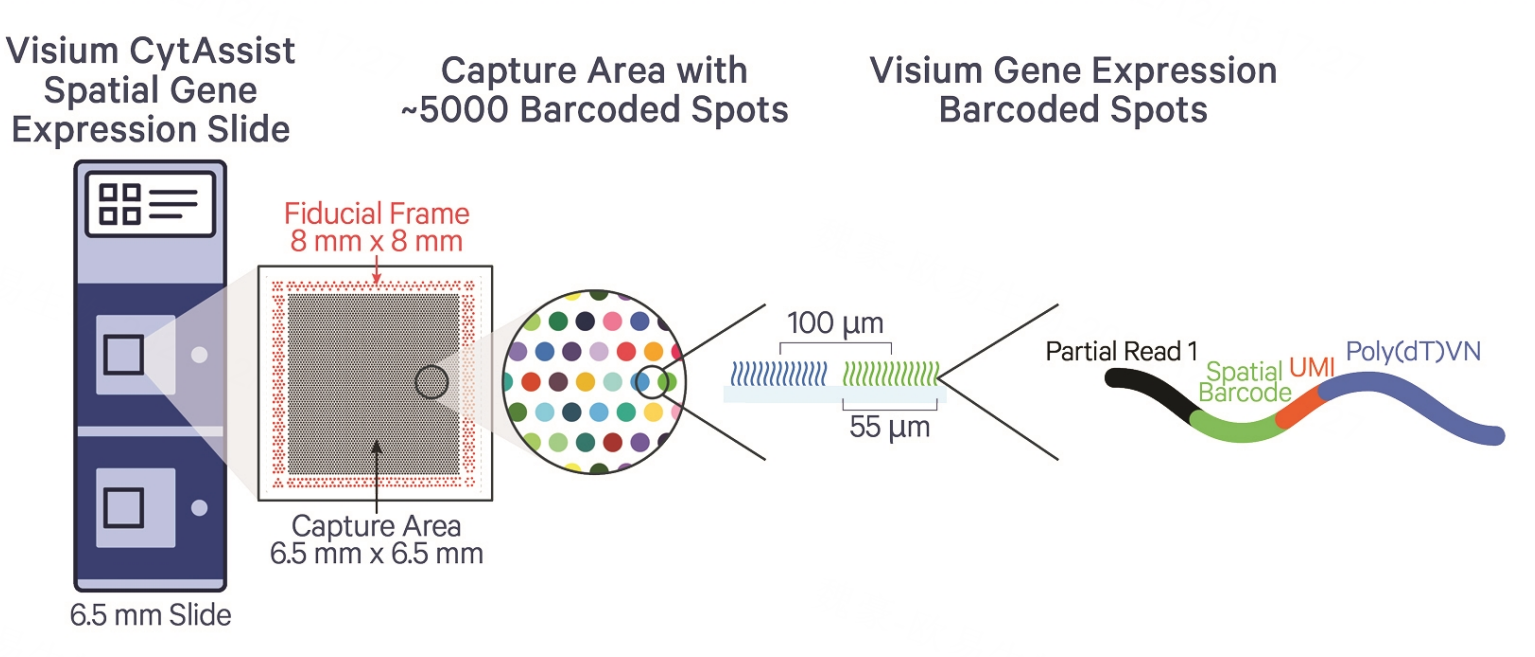 Visium CytAssist
Spatial Gene
Expression Slide
Capture Area with
~5000 Barcoded Spots
Visium Gene Expression
Barcoded Spots
Fiducial Frame
8 mm x 8 mm
Capture Area
6.5 mm x 6.5 mm
6.5 mm Slide
100 µm
55 µm
Partial Read 1
Spatial
Barcode
UMI
Poly(dT)VN